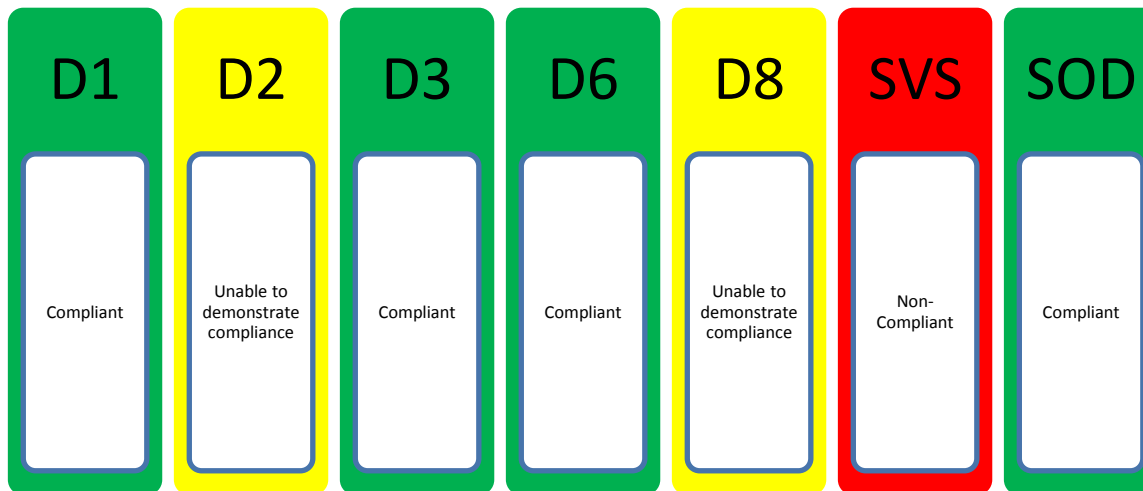 D1
D2
D3
D6
D8
SVS
SOD
Compliant
Unable to
demonstrate
compliance
Compliant
Compliant
Unable to
demonstrate
compliance
Non-
Compliant
Compliant